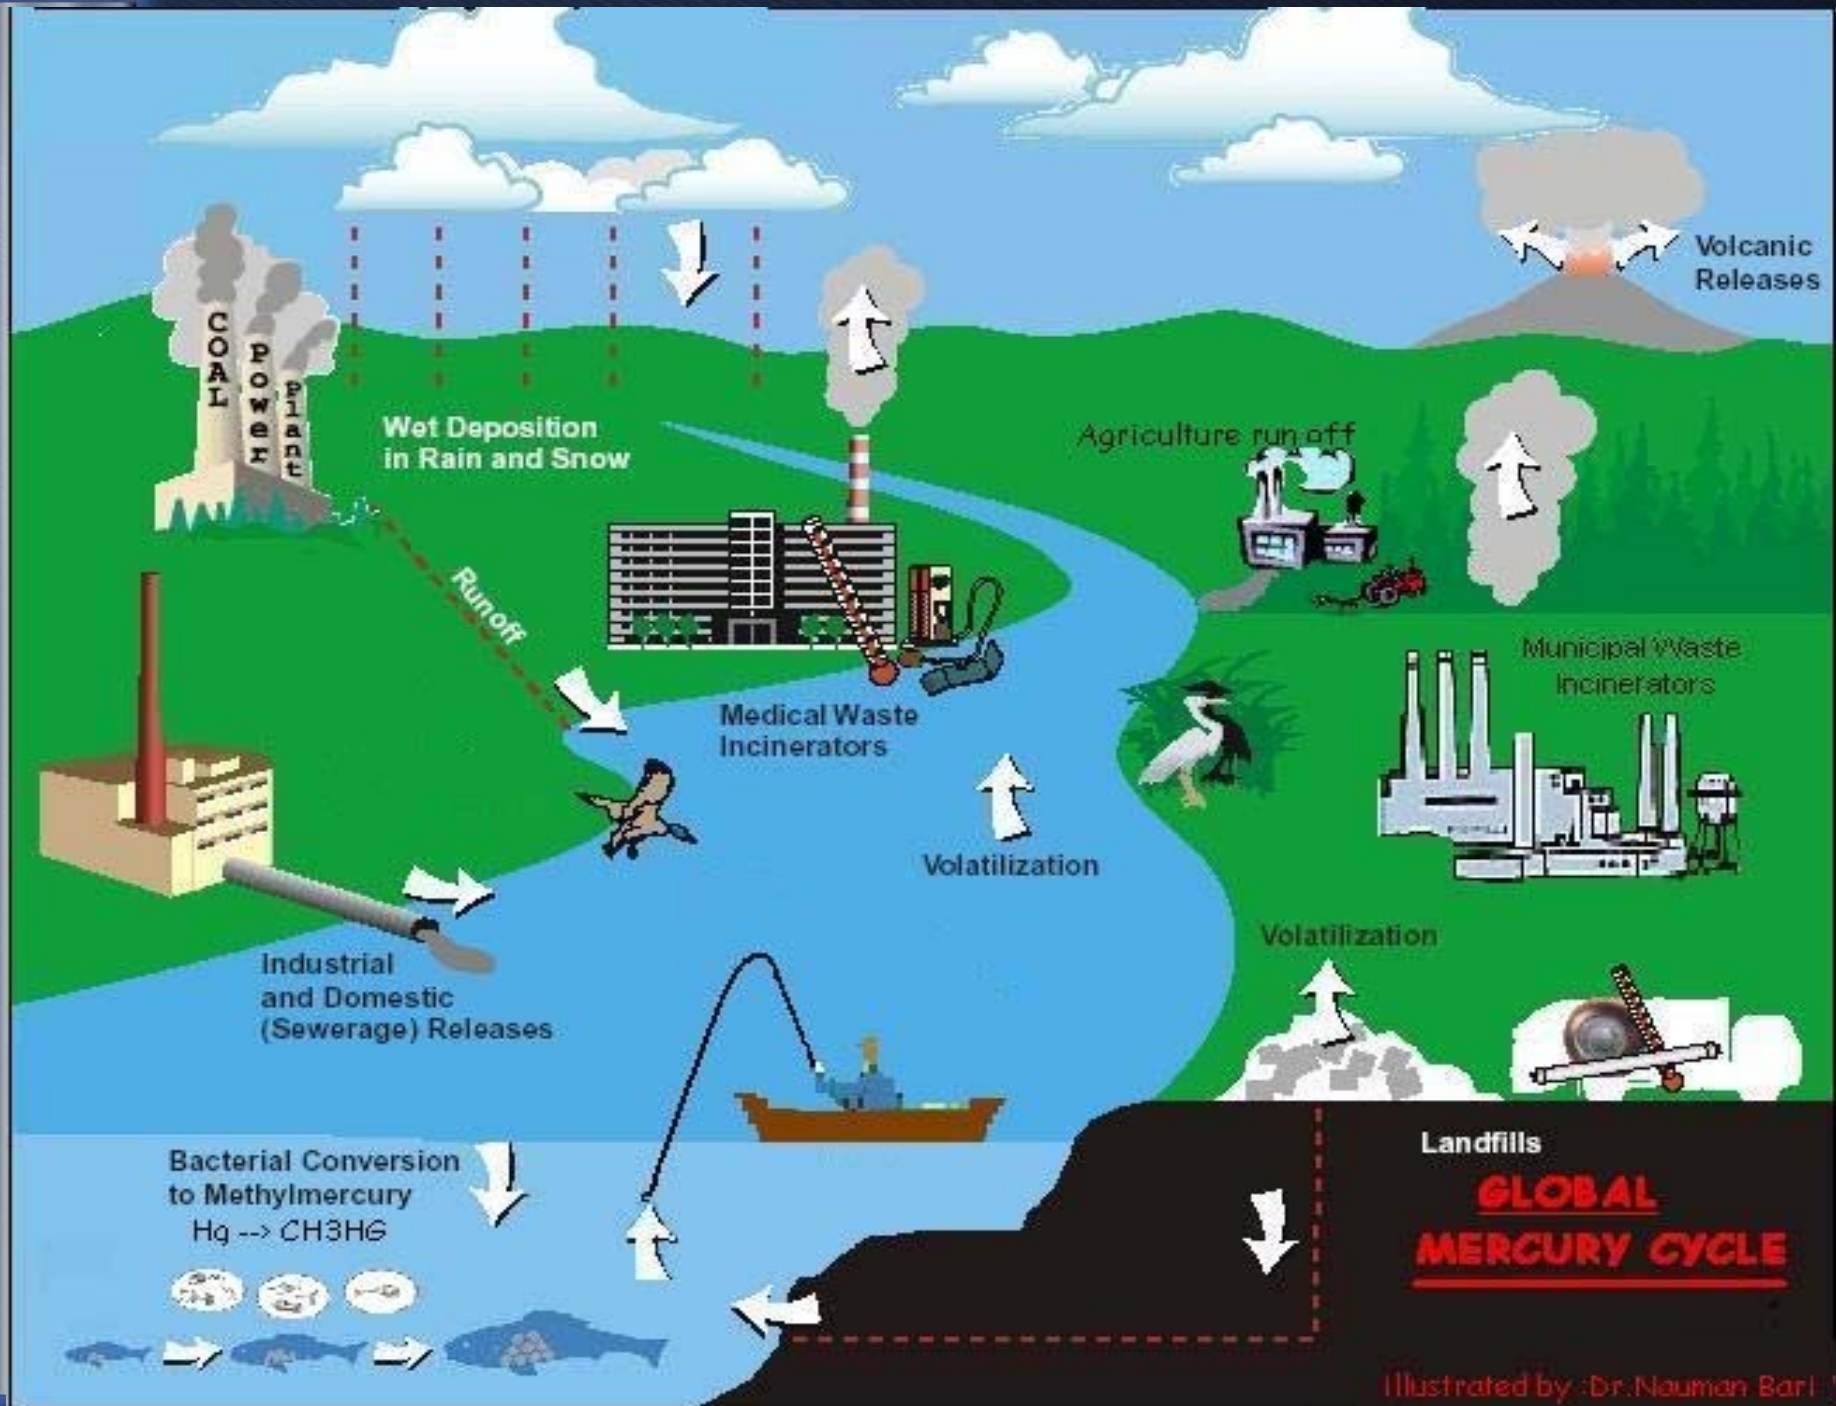 Volcanic
Releases
COAL
Power
Plant
Wet Deposition
in Rain and Snow
Agriculture run off
Runoff
Municipal Waste
Incinerators
Medical Waste
Incinerators
Volatilization
Volatilization
Industrial
and Domestic
(Sewerage) Releases
Bacterial Conversion
to Methylmercury
Hg --> CH3HG
Landfills
GLOBAL
MERCURY CYCLE
Illustrated by :Dr.Nauman Bari